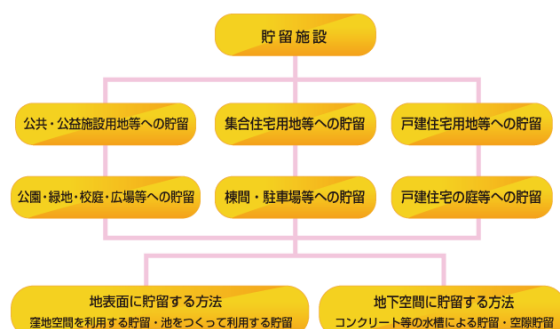 貯留施設
公共・公益施設用地等への貯留
集合住宅用地等への貯留
戸建住宅用地等への貯留
公園・緑地・校庭・広場等への貯留
棟間・駐車場等への貯留
戸建住宅の庭等への貯留
地表面に貯留する方法
窪地空間を利用する貯留・池をつくって利用する貯留
地下空間に貯留する方法
コンクリート等の水槽による貯留・空隙貯留